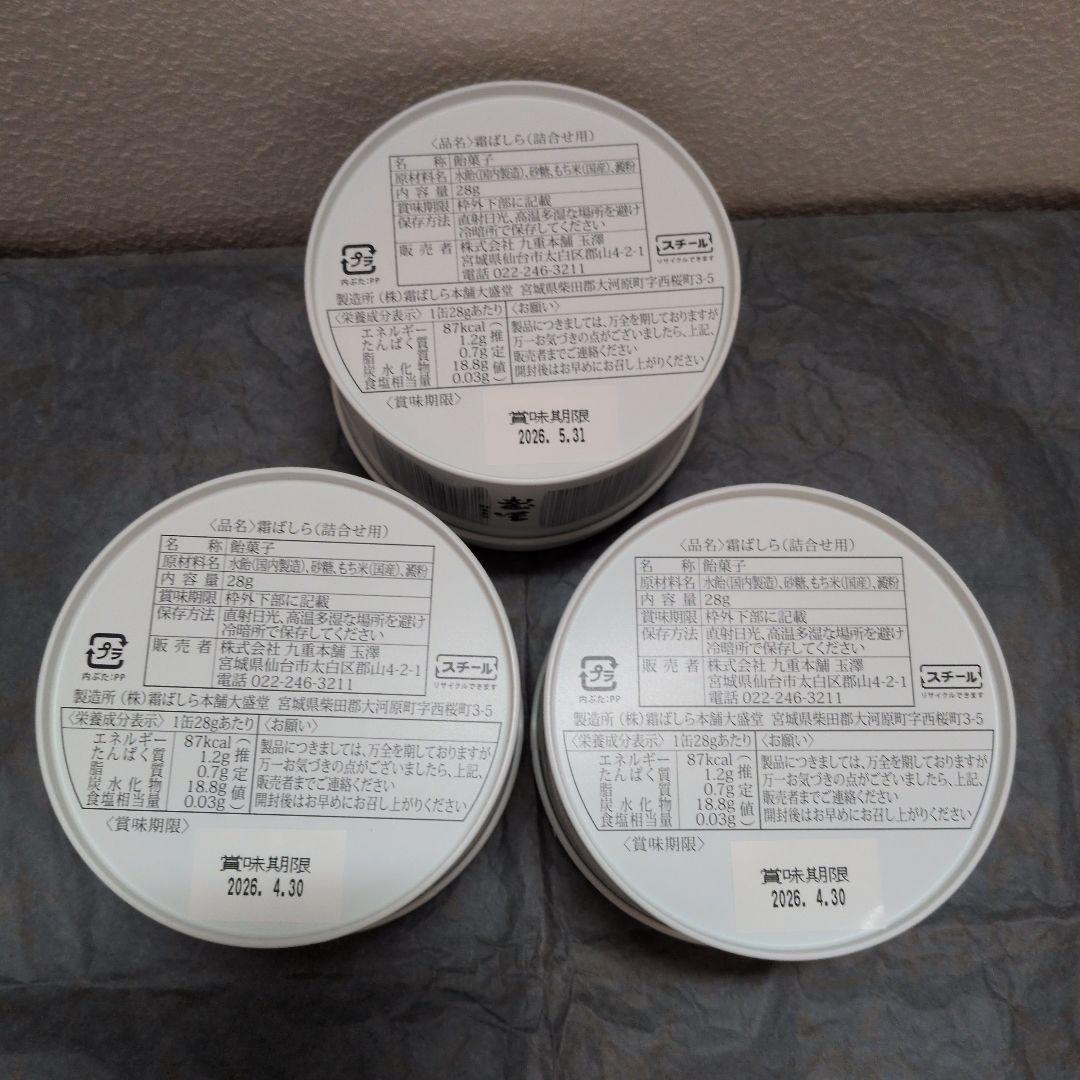 〈品名〉霜ばしら(詰合せ用)
名称 飴菓子
原材料名 水飴(国内製造)、砂糖、もち米(国産)、澱粉
内容量 28g
賞味期限 枠外下部に記載
保存方法 直射日光、高温多湿な場所を避け
冷暗所で保存してください
販売者 株式会社 九重本舗 玉澤
宮城県仙台市太白区郡山4-2-1
電話 022-246-3211
プラ
内ぶた:PP
スチール
リサイクルできます
製造所 (株)霜ばしら本舗大盛堂 宮城県柴田郡大河原町字西桜町3-5
〈栄養成分表示〉1缶28gあたり
エネルギー 87kcal
たんぱく質 1.2g
脂質 0.7g
炭水化物 18.8g
食塩相当量 0.03g
(推定値)
〈お願い〉
製品につきましては、万全を期しておりますが
万一お気づきの点がございましたら、上記、
販売者までご連絡ください
開封後はお早めにお召し上がりください
〈賞味期限〉
賞味期限
2026. 5.31
〈品名〉霜ばしら(詰合せ用)
名称 飴菓子
原材料名 水飴(国内製造)、砂糖、もち米(国産)、澱粉
内容量 28g
賞味期限 枠外下部に記載
保存方法 直射日光、高温多湿な場所を避け
冷暗所で保存してください
販売者 株式会社 九重本舗 玉澤
宮城県仙台市太白区郡山4-2-1
電話 022-246-3211
プラ
内ぶた:PP
スチール
リサイクルできます
製造所 (株)霜ばしら本舗大盛堂 宮城県柴田郡大河原町字西桜町3-5
〈栄養成分表示〉1缶28gあたり
エネルギー 87kcal
たんぱく質 1.2g
脂質 0.7g
炭水化物 18.8g
食塩相当量 0.03g
(推定値)
〈お願い〉
製品につきましては、万全を期しておりますが
万一お気づきの点がございましたら、上記、
販売者までご連絡ください
開封後はお早めにお召し上がりください
〈賞味期限〉
賞味期限
2026. 4.30
〈品名〉霜ばしら(詰合せ用)
名称 飴菓子
原材料名 水飴(国内製造)、砂糖、もち米(国産)、澱粉
内容量 28g
賞味期限 枠外下部に記載
保存方法 直射日光、高温多湿な場所を避け
冷暗所で保存してください
販売者 株式会社 九重本舗 玉澤
宮城県仙台市太白区郡山4-2-1
電話 022-246-3211
プラ
内ぶた:PP
スチール
リサイクルできます
製造所 (株)霜ばしら本舗大盛堂 宮城県柴田郡大河原町字西桜町3-5
〈栄養成分表示〉1缶28gあたり
エネルギー 87kcal
たんぱく質 1.2g
脂質 0.7g
炭水化物 18.8g
食塩相当量 0.03g
(推定値)
〈お願い〉
製品につきましては、万全を期しておりますが
万一お気づきの点がございましたら、上記、
販売者までご連絡ください
開封後はお早めにお召し上がりください
〈賞味期限〉
賞味期限
2026. 4.30